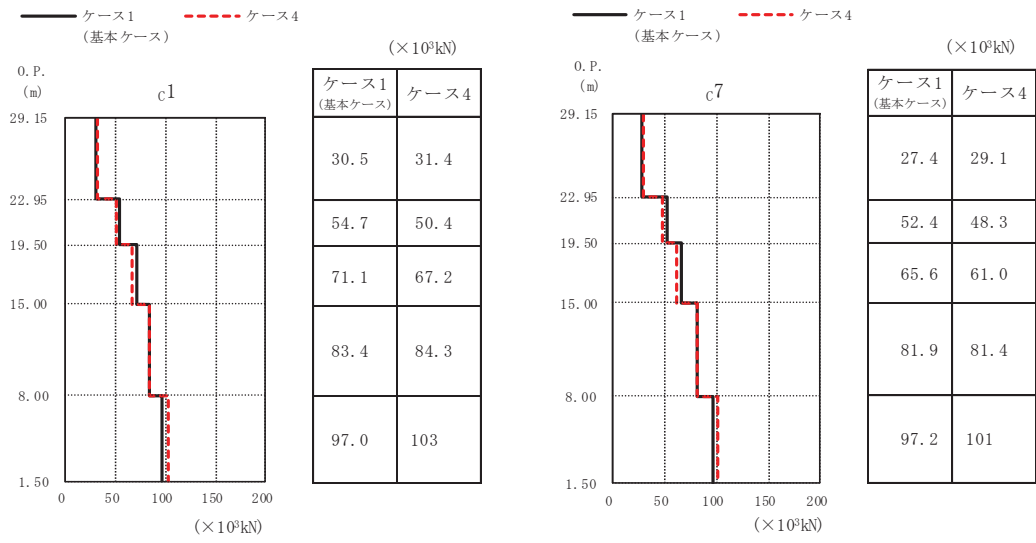 ケース1
(基本ケース)
ケース4
(×10³kN)
O.P.
(m)
C1
29.15
22.95
19.50
15.00
8.00
1.50
0 50 100 150 200
(×10³kN)
ケース1
(基本ケース)
ケース4
30.5 31.4
54.7 50.4
71.1 67.2
83.4 84.3
97.0 103
ケース1
(基本ケース)
ケース4
(×10³kN)
O.P.
(m)
C7
29.15
22.95
19.50
15.00
8.00
1.50
0 50 100 150 200
(×10³kN)
ケース1
(基本ケース)
ケース4
27.4 29.1
52.4 48.3
65.6 61.0
81.9 81.4
97.2 101